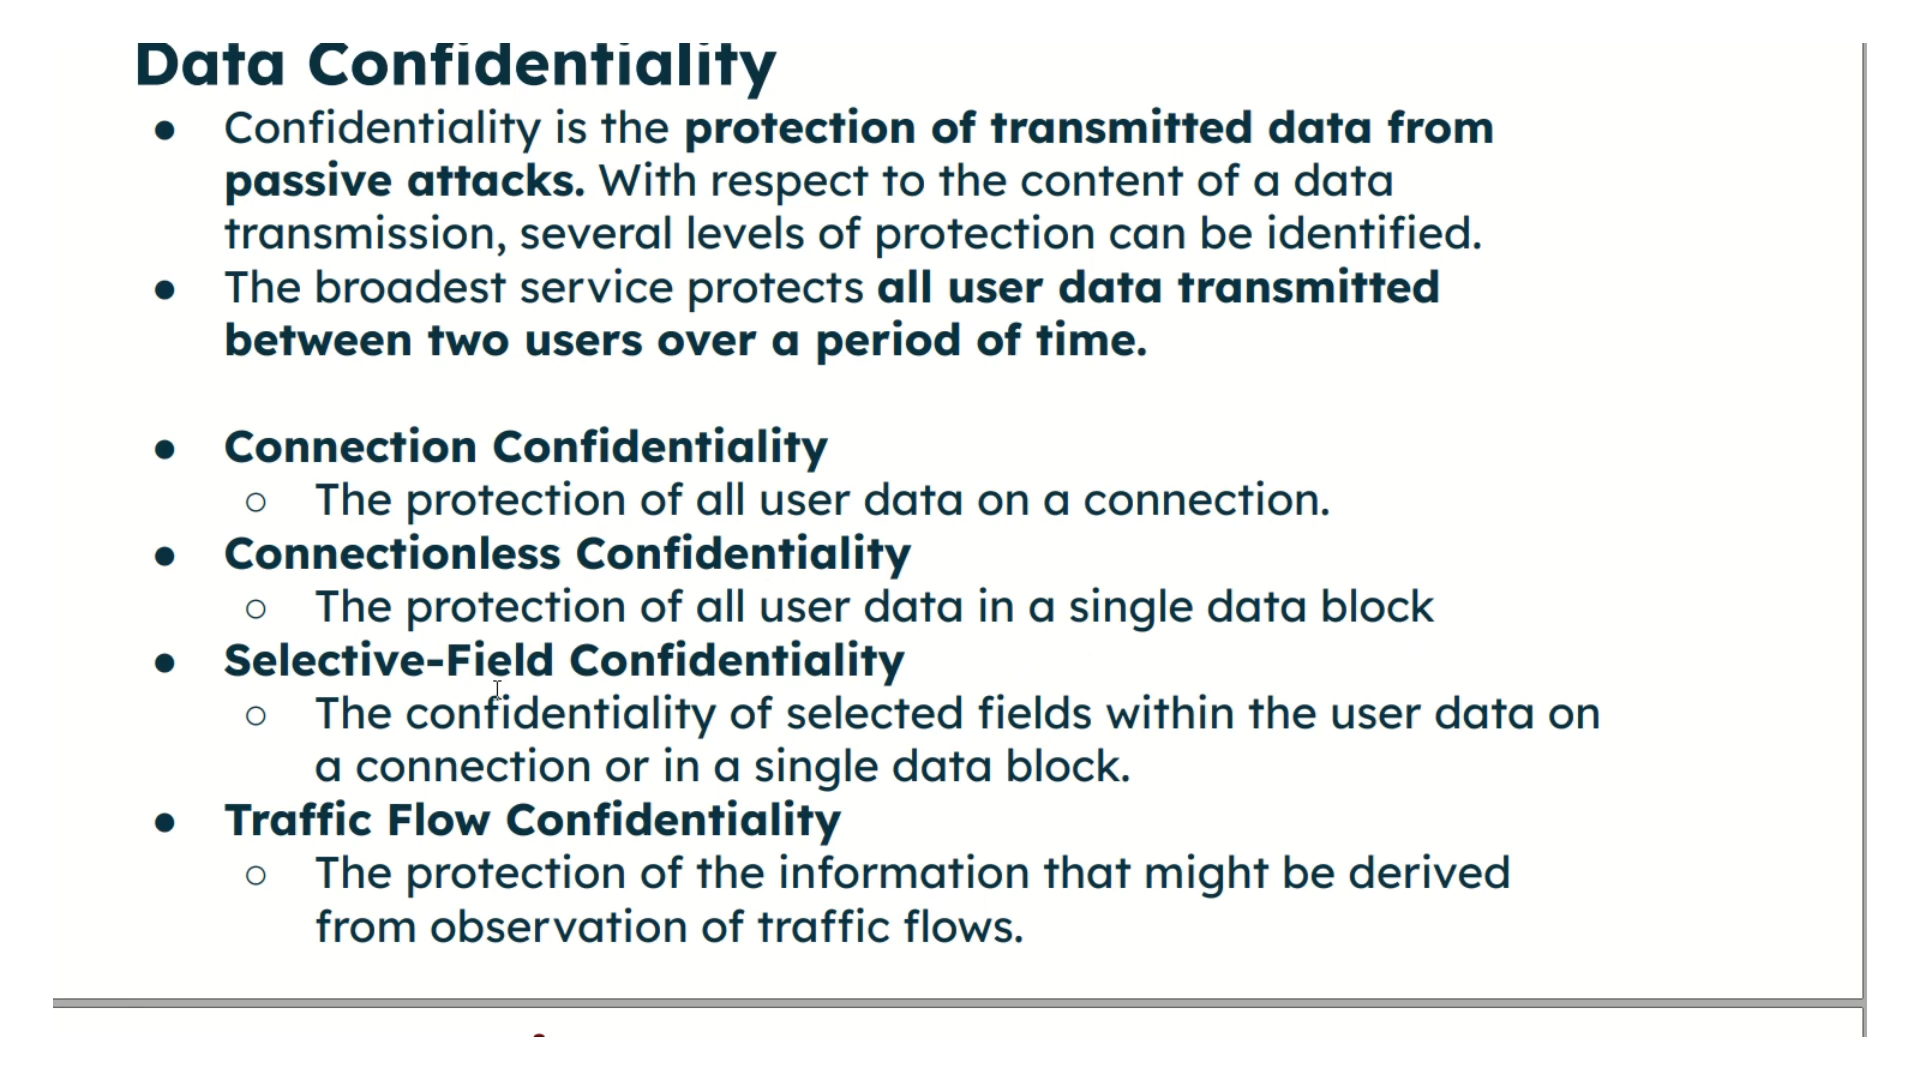 Data Confidentiality
● Confidentiality is the protection of transmitted data from
passive attacks. With respect to the content of a data
transmission, several levels of protection can be identified.
● The broadest service protects all user data transmitted
between two users over a period of time.
● Connection Confidentiality
○ The protection of all user data on a connection.
● Connectionless Confidentiality
○ The protection of all user data in a single data block
● Selective-Field Confidentiality
○ The confidentiality of selected fields within the user data on
a connection or in a single data block.
● Traffic Flow Confidentiality
○ The protection of the information that might be derived
from observation of traffic flows.